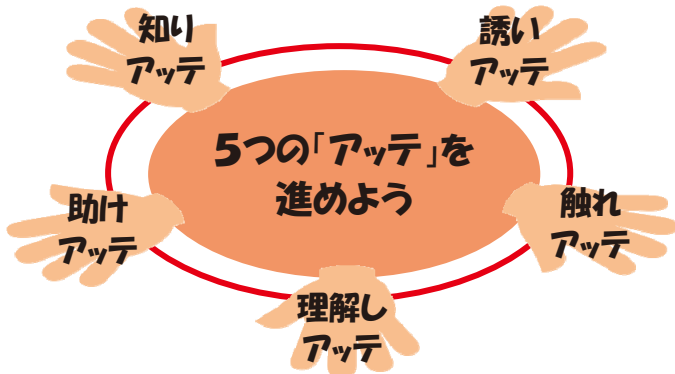 知り
アッテ
誘い
アッテ
5つの「アッテ」を
進めよう
助け
アッテ
触れ
アッテ
理解し
アッテ